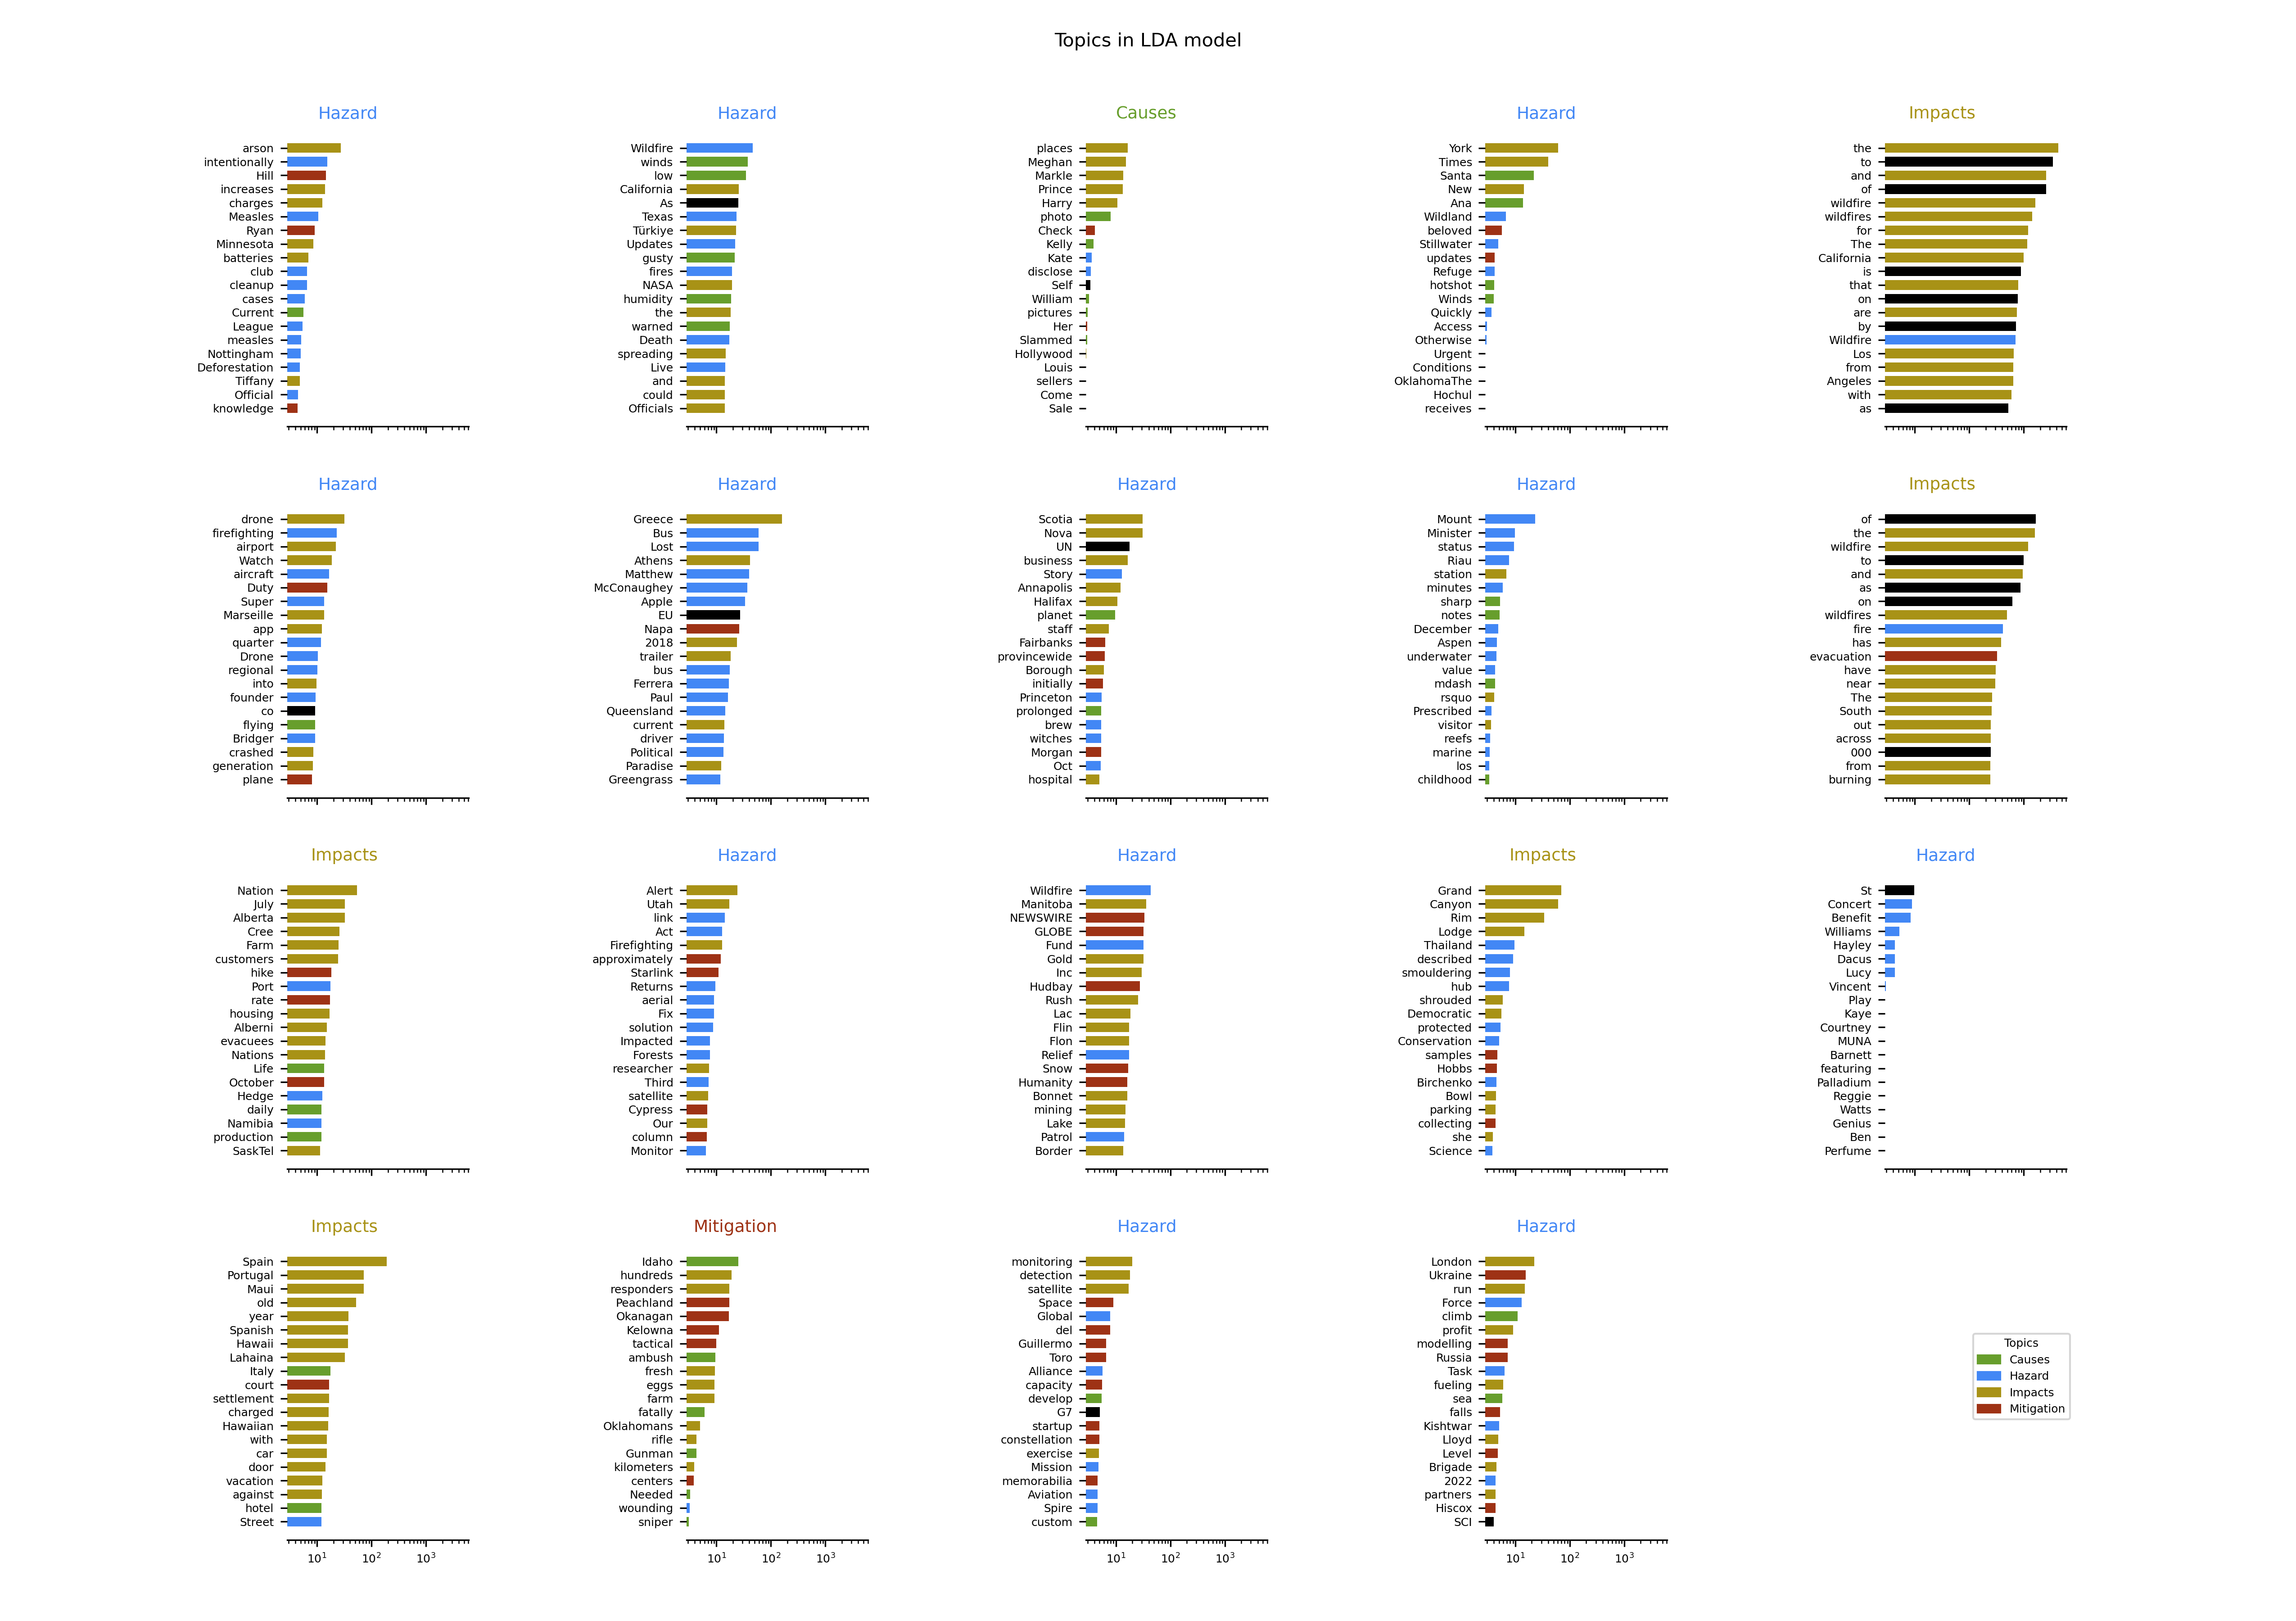 Topics in LDA model
Hazard
arson
intentionally
Hill
increases
charges
Measles
Ryan
Minnesota
batteries
club
cleanup
cases
Current
League
measles
Nottingham
Deforestation
Tiffany
Official
knowledge
Hazard
Wildfire
winds
low
California
As
Texas
Türkiye
Updates
gusty
fires
NASA
humidity
the
warned
Death
spreading
Live
and
could
Officials
Causes
places
Meghan
Markle
Prince
Harry
photo
Check
Kelly
Kate
disclose
Self
William
pictures
Her
Slammed
Hollywood
Louis
sellers
Come
Sale
Hazard
York
Times
Santa
New
Ana
Wildland
beloved
Stillwater
updates
Refuge
hotshot
Winds
Quickly
Access
Otherwise
Urgent
Conditions
OklahomaThe
Hochul
receives
Impacts
the
to
and
of
wildfire
wildfires
for
The
California
is
that
on
are
by
Wildfire
Los
from
Angeles
with
as
Hazard
drone
firefighting
airport
Watch
aircraft
Duty
Super
Marseille
app
quarter
Drone
regional
into
founder
co
flying
Bridger
crashed
generation
plane
Hazard
Greece
Bus
Lost
Athens
Matthew
McConaughey
Apple
EU
Napa
2018
trailer
bus
Ferrera
Paul
Queensland
current
driver
Political
Paradise
Greengrass
Hazard
Scotia
Nova
UN
business
Story
Annapolis
Halifax
planet
staff
Fairbanks
provincewide
Borough
initially
Princeton
prolonged
brew
witches
Morgan
Oct
hospital
Hazard
Mount
Minister
status
Riau
station
minutes
sharp
notes
December
Aspen
underwater
value
mdash
rsquo
Prescribed
visitor
reefs
marine
los
childhood
Impacts
of
the
wildfire
to
and
as
on
wildfires
fire
has
evacuation
have
near
The
South
out
across
000
from
burning
Impacts
Nation
July
Alberta
Cree
Farm
customers
hike
Port
rate
housing
Alberni
evacuees
Nations
Life
October
Hedge
daily
Namibia
production
SaskTel
Hazard
Alert
Utah
link
Act
Firefighting
approximately
Starlink
Returns
aerial
Fix
solution
Impacted
Forests
researcher
Third
satellite
Cypress
Our
column
Monitor
Hazard
Wildfire
Manitoba
NEWSWIRE
GLOBE
Fund
Gold
Inc
Hudbay
Rush
Lac
Flin
Flon
Relief
Snow
Humanity
Bonnet
mining
Lake
Patrol
Border
Impacts
Grand
Canyon
Rim
Lodge
Thailand
described
smouldering
hub
shrouded
Democratic
protected
Conservation
samples
Hobbs
Birchenko
Bowl
parking
collecting
she
Science
Hazard
St
Concert
Benefit
Williams
Hayley
Dacus
Lucy
Vincent
Play
Kaye
Courtney
MUNA
Barnett
featuring
Palladium
Reggie
Watts
Genius
Ben
Perfume
Impacts
Spain
Portugal
Maui
old
year
Spanish
Hawaii
Lahaina
Italy
court
settlement
charged
Hawaiian
with
car
door
vacation
against
hotel
Street
10¹ 10² 10³
Mitigation
Idaho
hundreds
responders
Peachland
Okanagan
Kelowna
tactical
ambush
fresh
eggs
farm
fatally
Oklahomans
rifle
Gunman
kilometers
centers
Needed
wounding
sniper
10¹ 10² 10³
Hazard
monitoring
detection
satellite
Space
Global
del
Guillermo
Toro
Alliance
capacity
develop
G7
startup
constellation
exercise
Mission
memorabilia
Aviation
Spire
custom
10¹ 10² 10³
Hazard
London
Ukraine
run
Force
climb
profit
modelling
Russia
Task
fueling
sea
falls
Kishtwar
Lloyd
Level
Brigade
2022
partners
Hiscox
SCI
10¹ 10² 10³
Topics
Causes
Hazard
Impacts
Mitigation